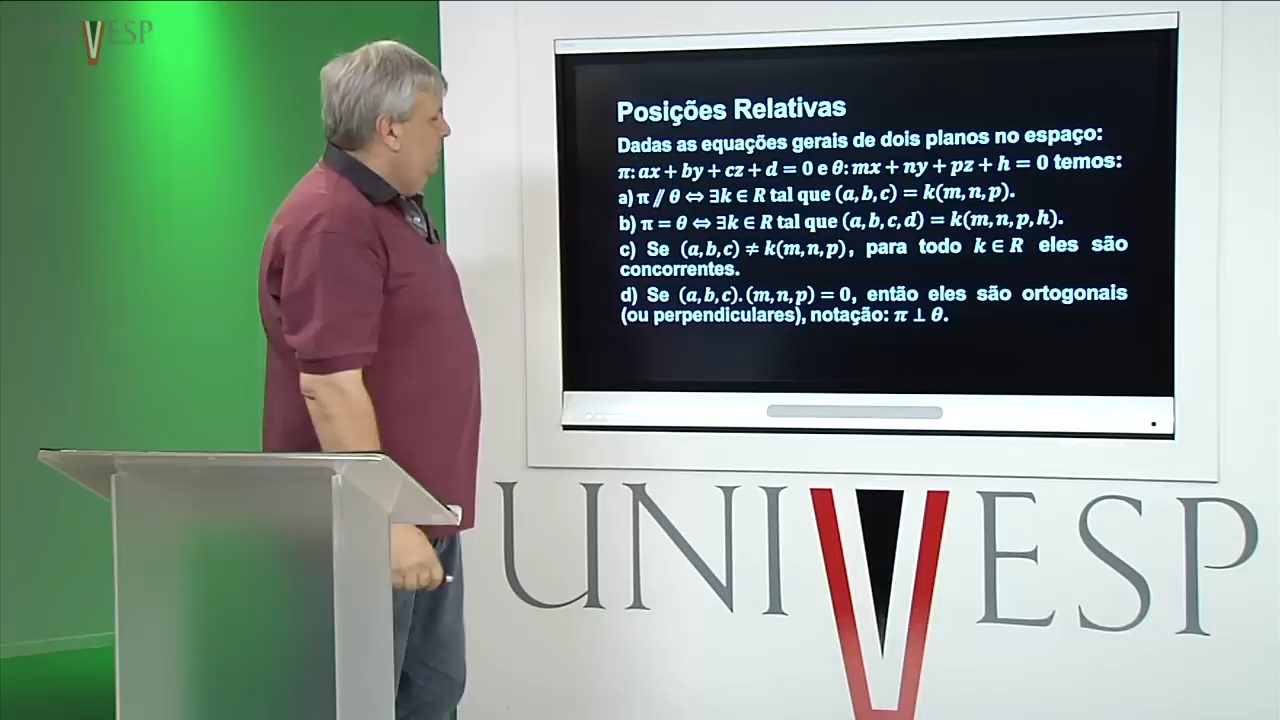 UNIVESP
Posições Relativas
Dadas as equações gerais de dois planos no espaço:
π: ax + by + cz + d = 0 e θ: mx + ny + pz + h = 0 temos:
a) π ∥ θ ⇔ ∃k ∈ R tal que (a, b, c) = k(m, n, p).
b) π = θ ⇔ ∃k ∈ R tal que (a, b, c, d) = k(m, n, p, h).
c) Se (a, b, c) ≠ k(m, n, p), para todo k ∈ R eles são
concorrentes.
d) Se (a, b, c). (m, n, p) = 0, então eles são ortogonais
(ou perpendiculares), notação: π ⊥ θ.
UNIVESP